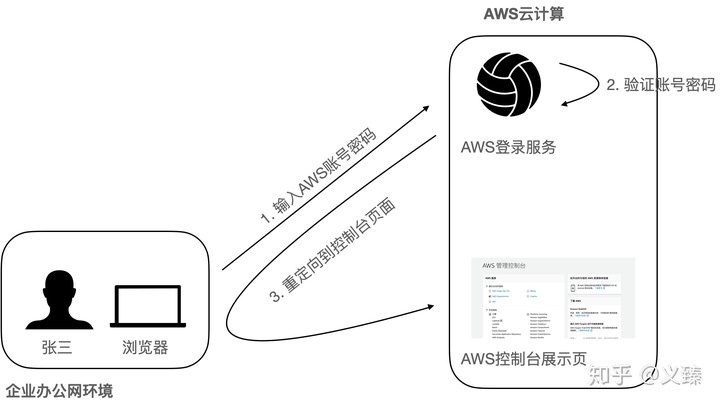 AWS云计算
2. 验证账号密码
AWS登录服务
1. 输入AWS账号密码
3. 重定向到控制台页面
AWS 管理控制台
张三
浏览器
AWS控制台展示页
企业办公网环境
知乎 @义臻